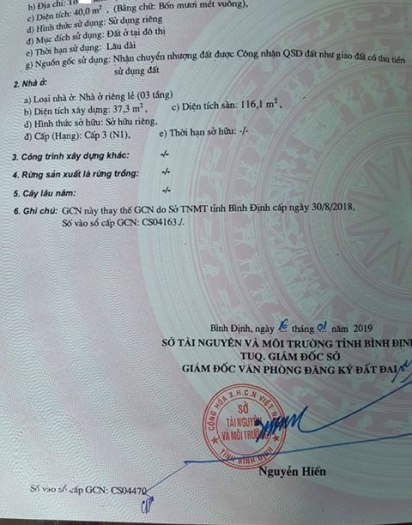 b) Địa chỉ:
c) Diện tích: 40,0 m², (Bằng chữ: Bốn mươi mét vuông),
d) Hình thức sử dụng: Sử dụng riêng
đ) Mục đích sử dụng: Đất ở tại đô thị
e) Thời hạn sử dụng: Lâu dài
g) Nguồn gốc sử dụng: Nhận chuyển nhượng đất được Công nhận QSD đất như giao đất có thu tiền
sử dụng đất
2. Nhà ở:
a) Loại nhà ở: Nhà ở riêng lẻ (03 tầng)
b) Diện tích xây dựng: 37,3 m², c) Diện tích sàn: 116,1 m²,
d) Hình thức sở hữu: Sở hữu riêng,
đ) Cấp (Hạng): Cấp 3 (N1), e) Thời hạn sở hữu: -/-
3. Công trình xây dựng khác: -/-
4. Rừng sản xuất là rừng trồng: -/-
5. Cây lâu năm: -/-
6. Ghi chú: GCN này thay thế GCN do Sở TNMT tỉnh Bình Định cấp ngày 30/8/2018,
Số vào sổ cấp GCN: CS04163./.
Bình Định, ngày 16 tháng 01 năm 2019
SỞ TÀI NGUYÊN VÀ MÔI TRƯỜNG TỈNH BÌNH ĐỊNH
TUQ. GIÁM ĐỐC SỞ
GIÁM ĐỐC VĂN PHÒNG ĐĂNG KÝ ĐẤT ĐAI
CỘNG HÒA X.H.C.N VIỆT NAM
SỞ
TÀI NGUYÊN
VÀ MÔI TRƯỜNG
TỈNH BÌNH ĐỊNH
Nguyễn Hiến
Số vào sổ cấp GCN: CS04470